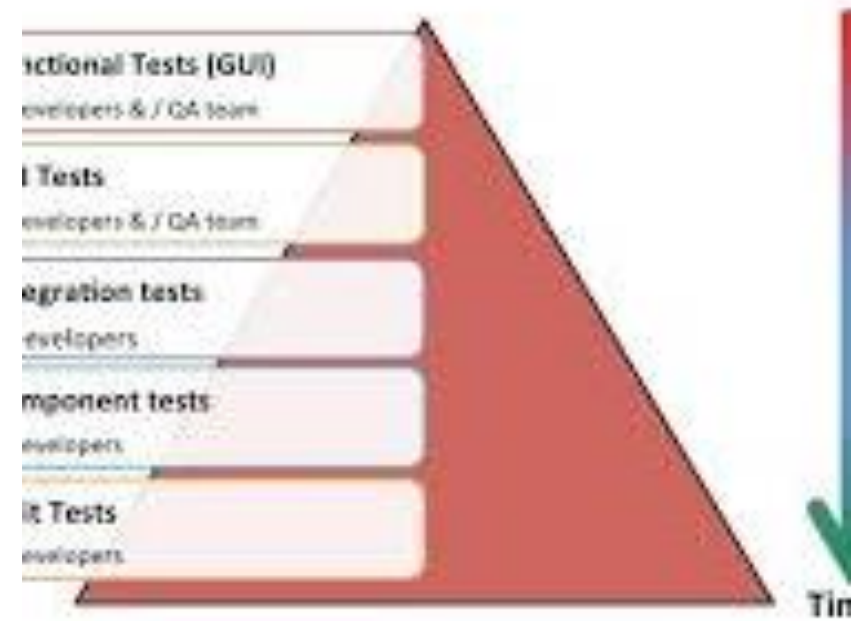 nctional Tests (GUI)
evelopers & / QA team
I Tests
evelopers & / QA team
egration tests
evelopers
mponent tests
evelopers
it Tests
evelopers
Tim